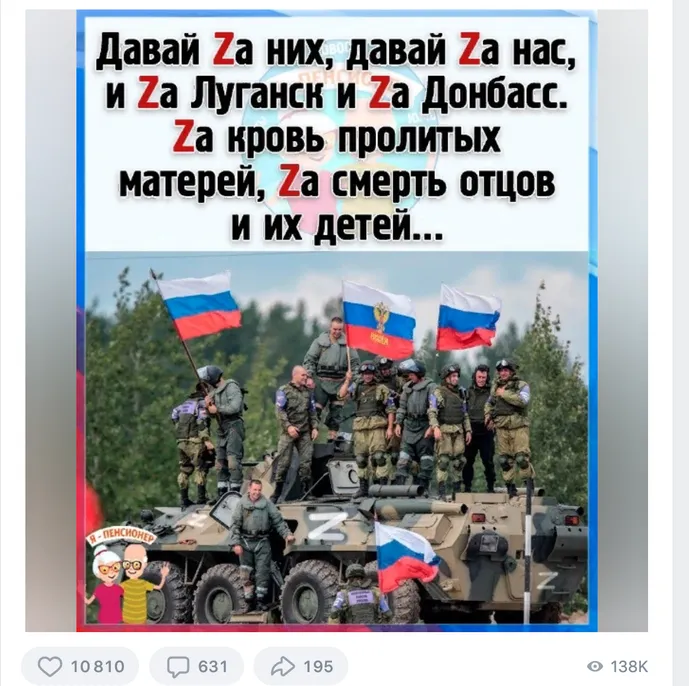 Давай Zа них, давай Zа нас,
и Zа Луганск и Zа Донбасс.
Zа кровь пролитых
матерей, Zа смерть отцов
и их детей...
Z
Z
Я - ПЕНСИОНЕР
10 810
631
195
138K